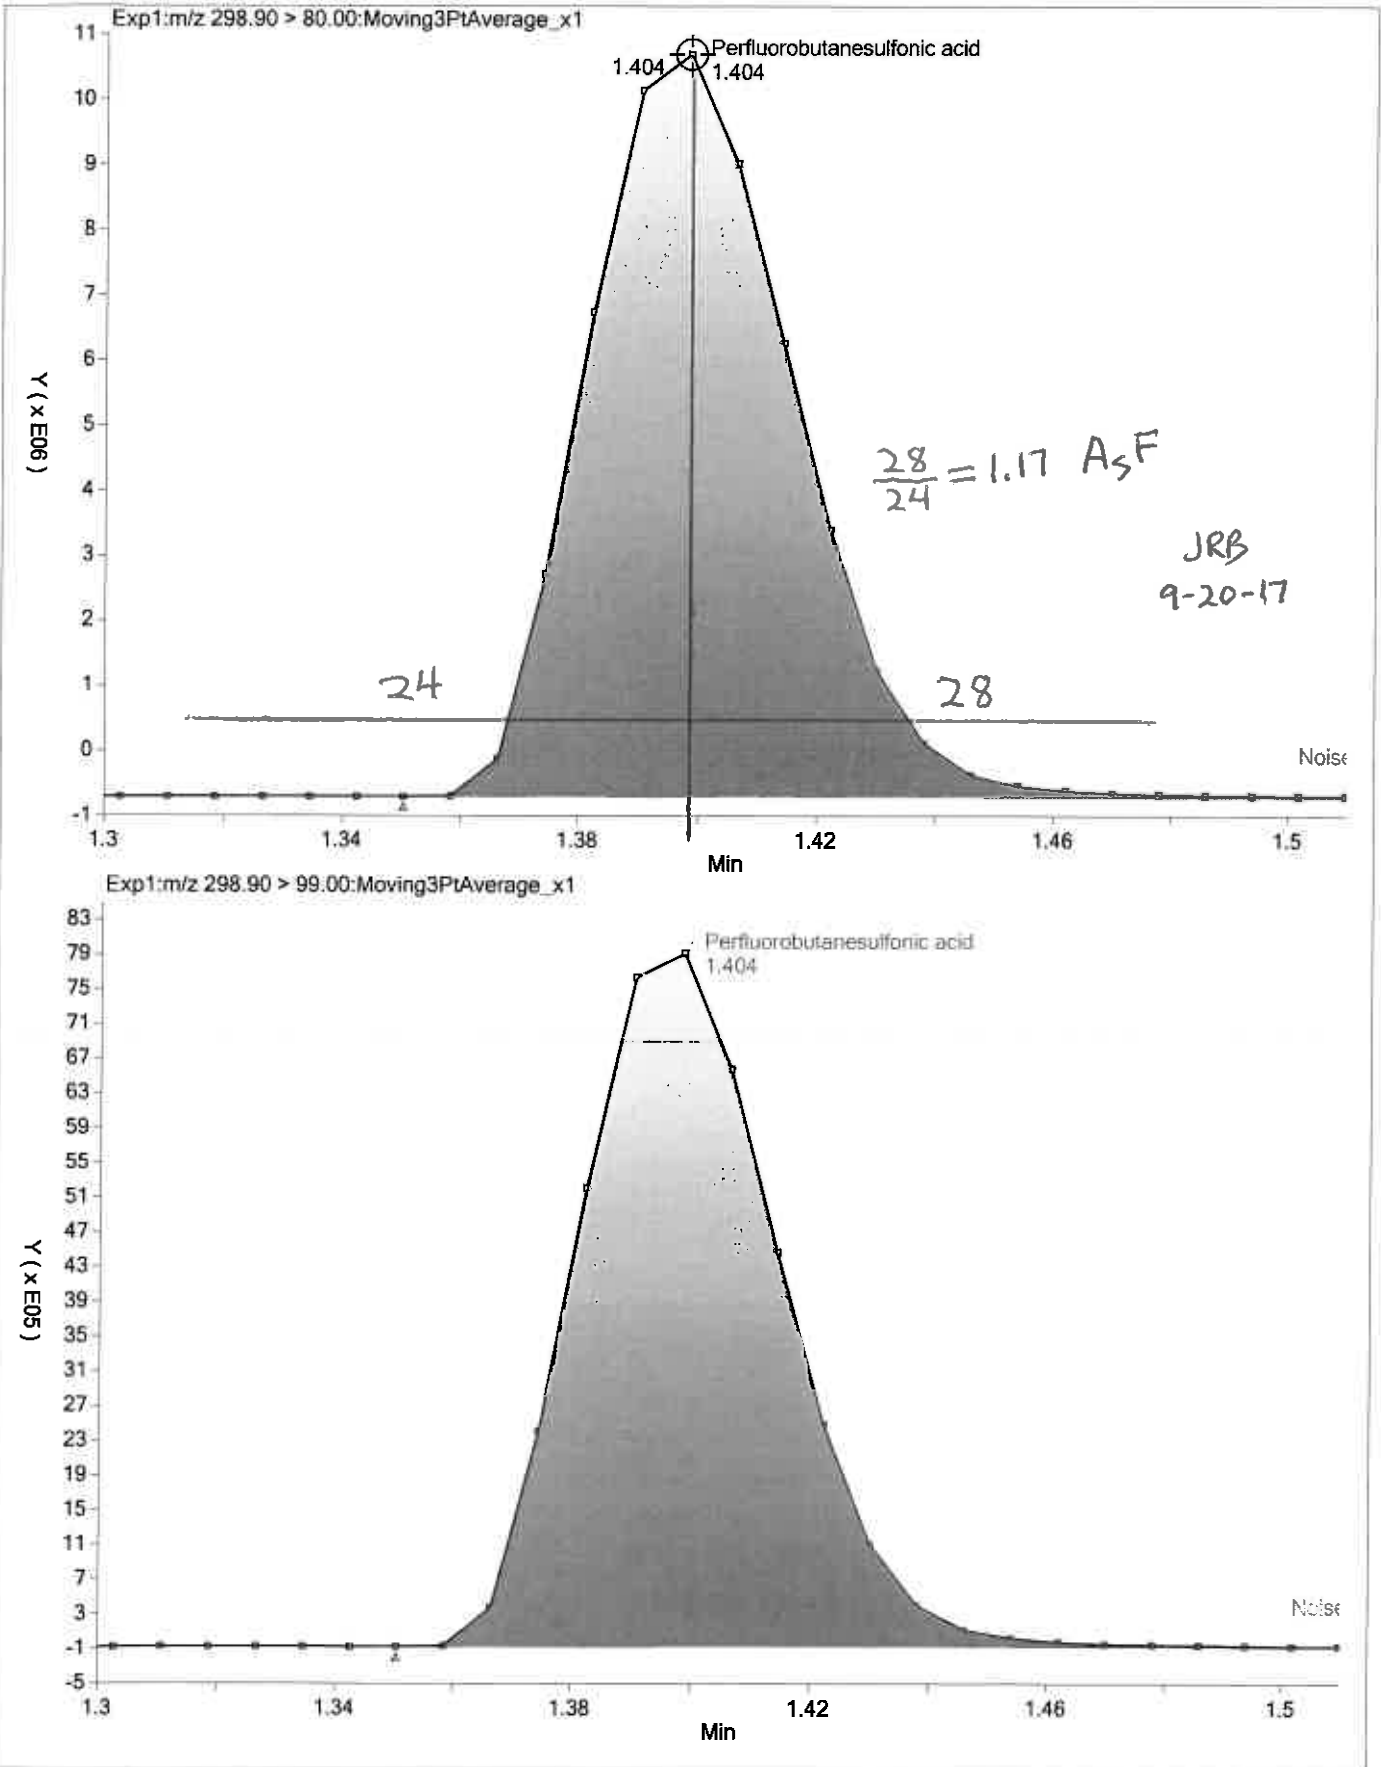 Exp1:m/z 298.90 > 80.00:Moving3PtAverage_x1
Perfluorobutanesulfonic acid
1.404 1.404
11
10
9
8
7
6
5
4
3
2
1
0
-1
Y ( x E06 )
28/24 = 1.17 AsF
JRB
9-20-17
24 28
Noise
1.3 1.34 1.38 1.42 1.46 1.5
Min
Exp1:m/z 298.90 > 99.00:Moving3PtAverage_x1
Perfluorobutanesulfonic acid
1.404
83
79
75
71
67
63
59
55
51
47
43
39
35
31
27
23
19
15
11
7
3
-1
-5
Y ( x E05 )
Noise
1.3 1.34 1.38 1.42 1.46 1.5
Min